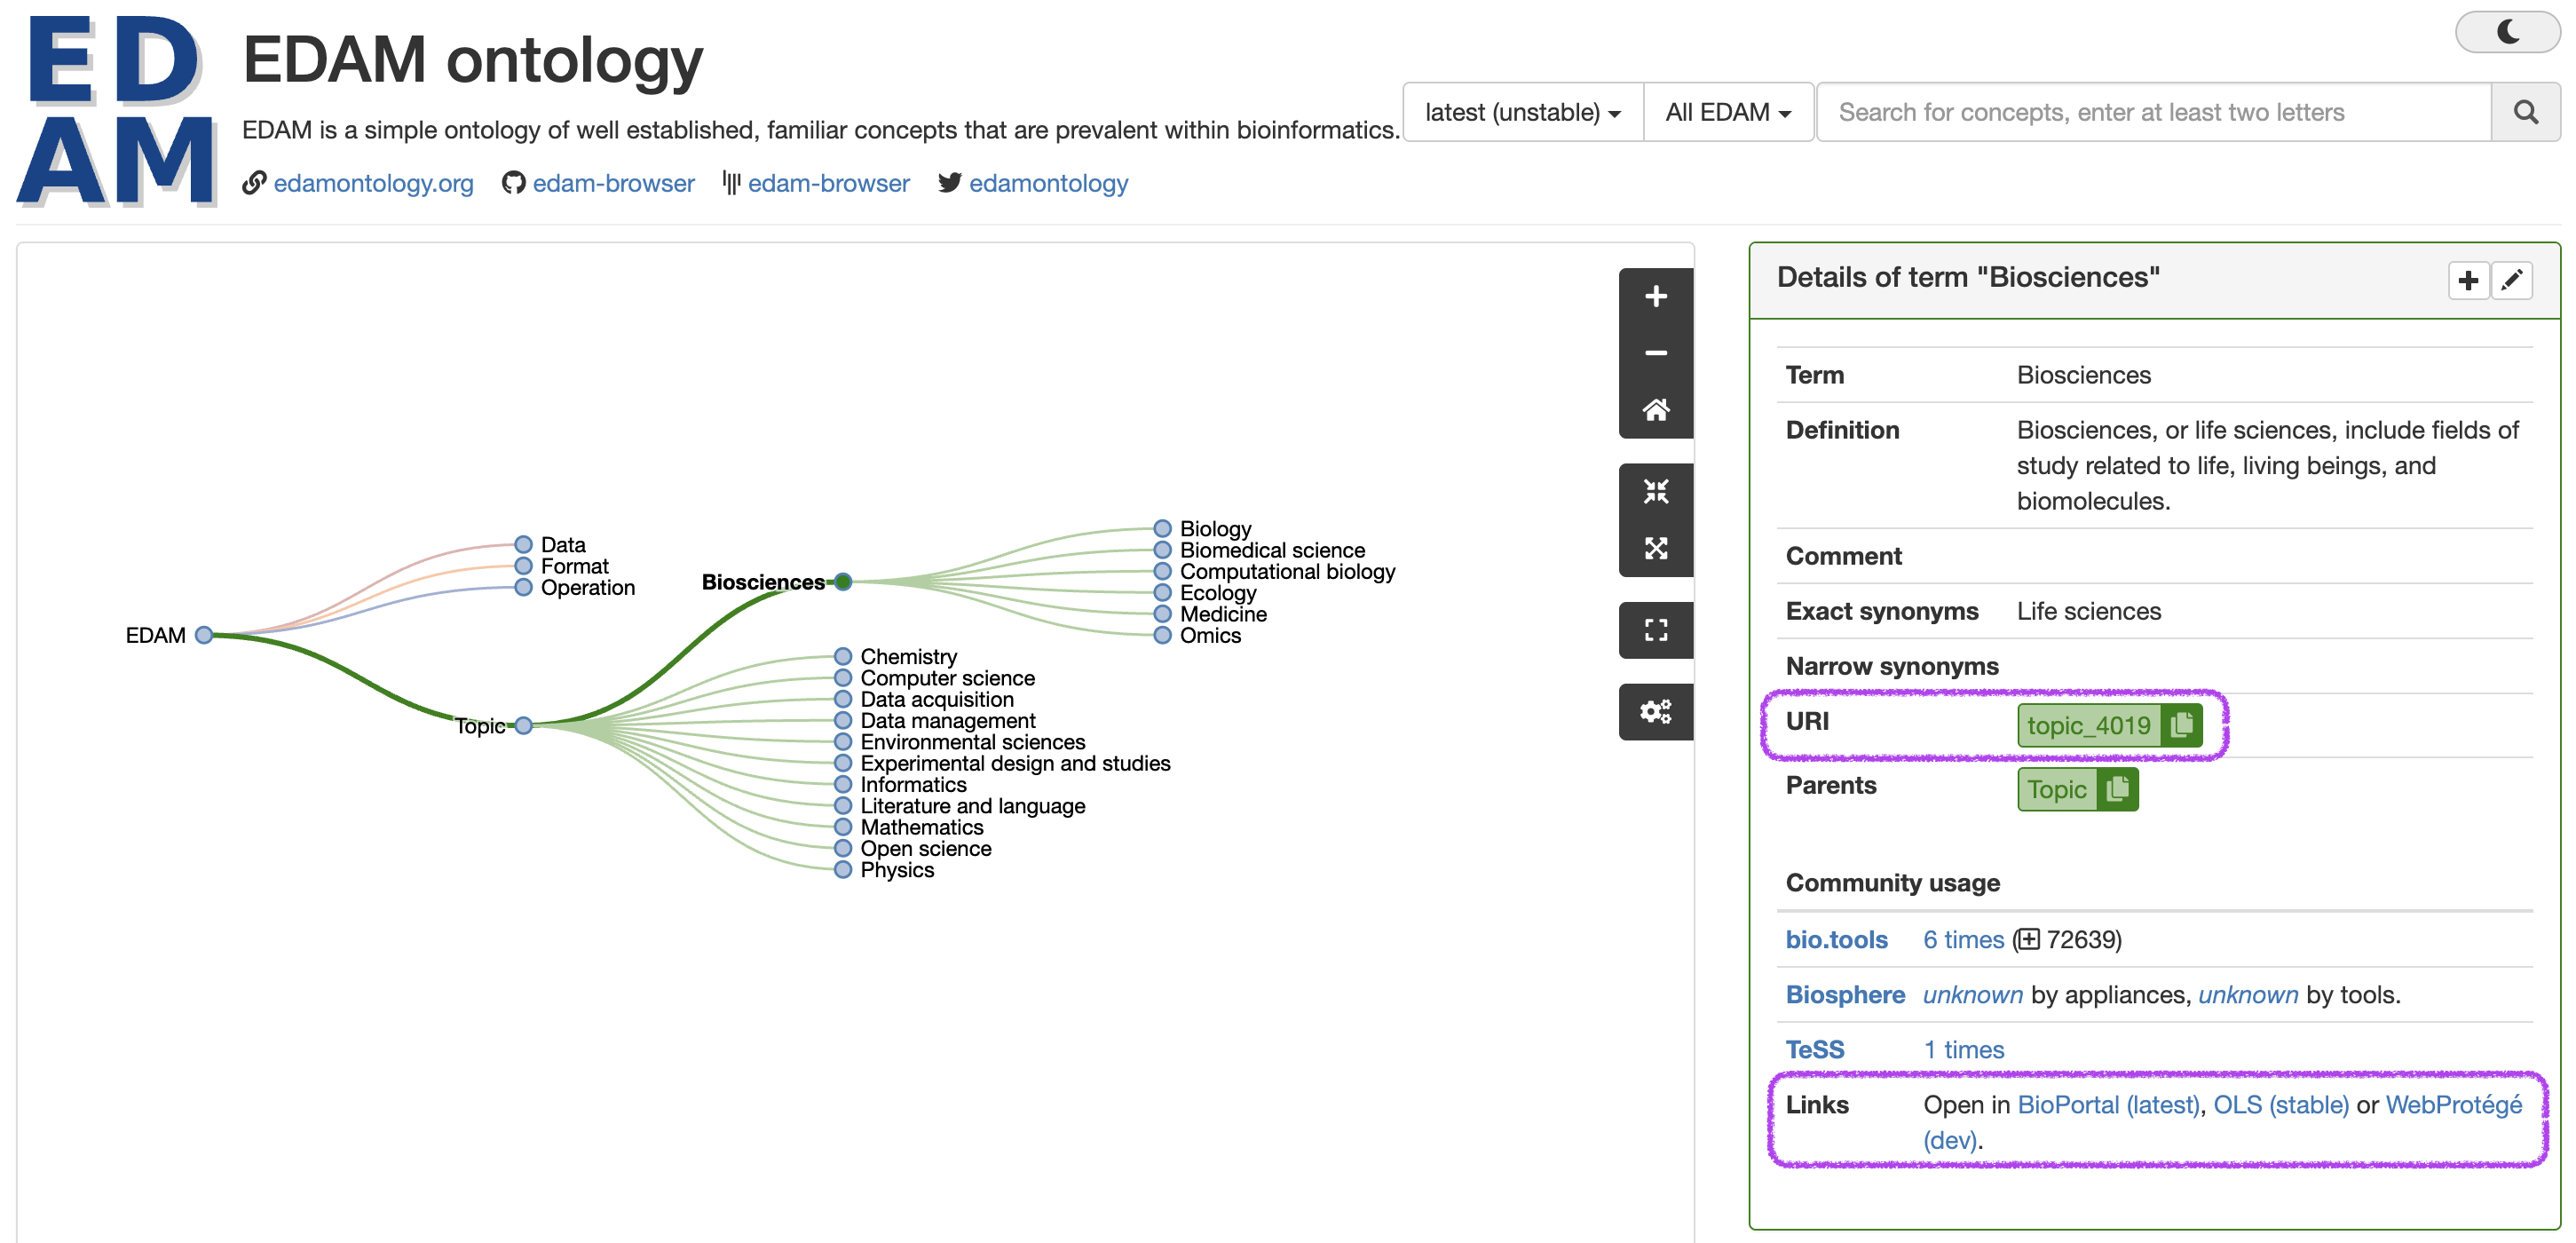 ED
AM
EDAM ontology
EDAM is a simple ontology of well established, familiar concepts that are prevalent within bioinformatics.
edamontology.org edam-browser edam-browser edamontology
latest (unstable) All EDAM Search for concepts, enter at least two letters
EDAM
Data
Format
Operation
Topic
Biosciences
Biology
Biomedical science
Computational biology
Ecology
Medicine
Omics
Chemistry
Computer science
Data acquisition
Data management
Environmental sciences
Experimental design and studies
Informatics
Literature and language
Mathematics
Open science
Physics
Details of term "Biosciences"
Term Biosciences
Definition Biosciences, or life sciences, include fields of
study related to life, living beings, and
biomolecules.
Comment
Exact synonyms Life sciences
Narrow synonyms
URI topic_4019
Parents Topic
Community usage
bio.tools 6 times (72639)
Biosphere unknown by appliances, unknown by tools.
TeSS 1 times
Links Open in BioPortal (latest), OLS (stable) or WebProtégé
(dev).